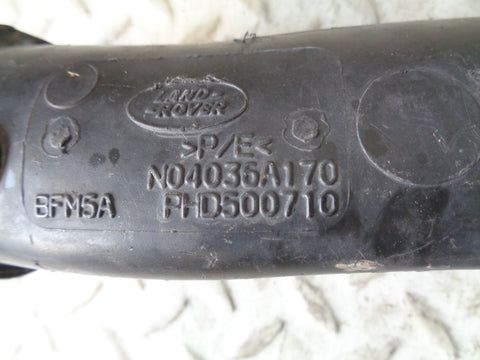 LAND-
-ROVER
>P/E<
N04036A170
BFM5A PHD500710